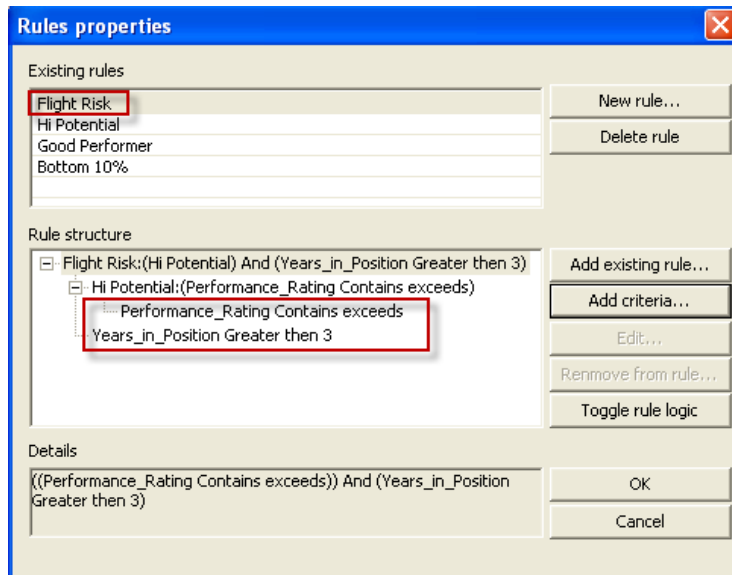 Rules properties
Existing rules
Flight Risk
Hi Potential
Good Performer
Bottom 10%
New rule...
Delete rule
Rule structure
Flight Risk:(Hi Potential) And (Years_in_Position Greater then 3)
Hi Potential:(Performance_Rating Contains exceeds)
Performance_Rating Contains exceeds
Years_in_Position Greater then 3
Add existing rule...
Add criteria...
Edit...
Renmove from rule...
Toggle rule logic
Details
((Performance_Rating Contains exceeds)) And (Years_in_Position
Greater then 3)
OK
Cancel